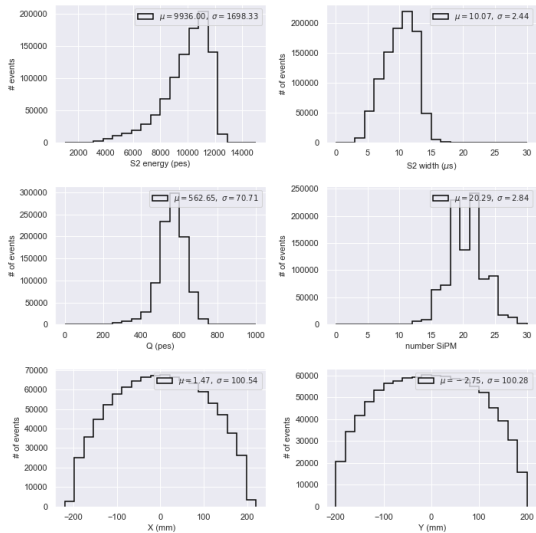 μ = 9936.00, σ = 1698.33
200000
150000
100000
50000
0
# of events
2000 4000 6000 8000 10000 12000 14000
S2 energy (pes)
μ = 10.07, σ = 2.44
200000
150000
100000
50000
0
# of events
0 5 10 15 20 25 30
S2 width (μs)
μ = 562.65, σ = 70.71
300000
250000
200000
150000
100000
50000
0
# of events
0 200 400 600 800 1000
Q (pes)
μ = 20.29, σ = 2.84
250000
200000
150000
100000
50000
0
# of events
0 5 10 15 20 25 30
number SiPM
μ = 1.47, σ = 100.54
70000
60000
50000
40000
30000
20000
10000
0
# of events
−200 −100 0 100 200
X (mm)
μ = −2.75, σ = 100.28
60000
50000
40000
30000
20000
10000
0
# of events
−200 −100 0 100 200
Y (mm)